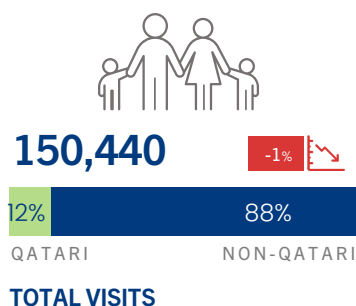 150,440
-1%
12%
88%
QATARI
NON-QATARI
TOTAL VISITS